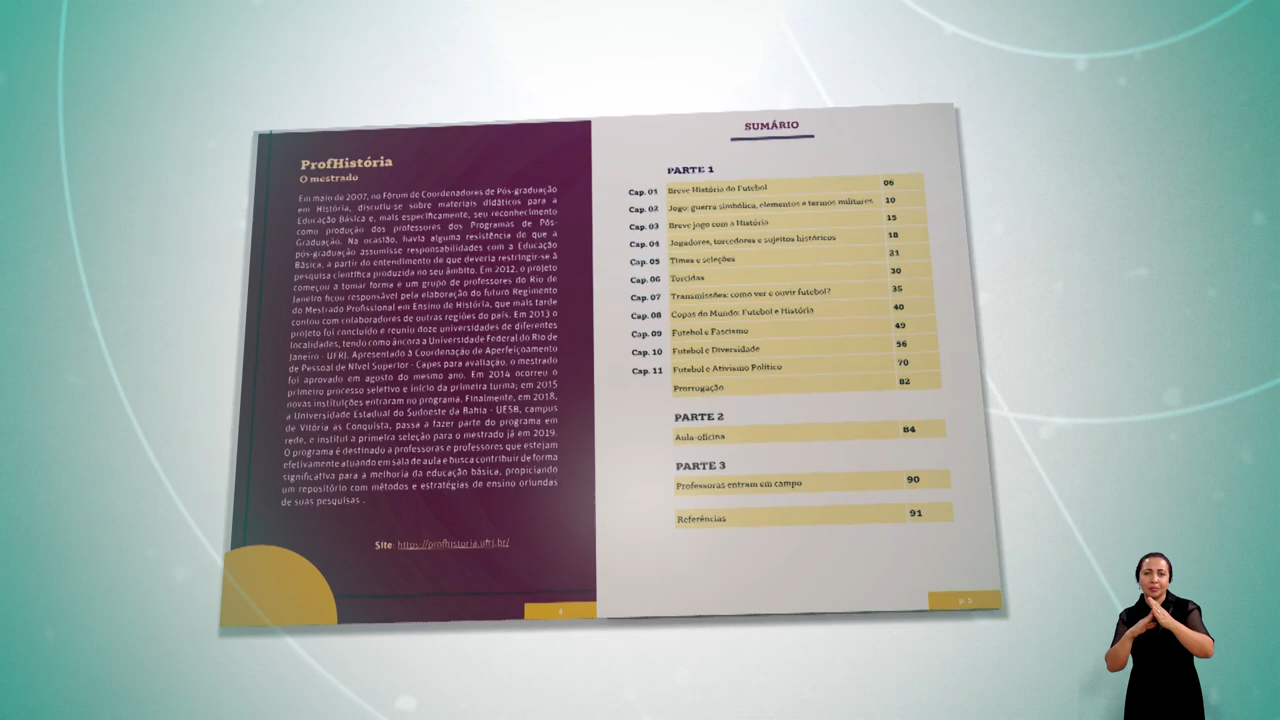 ProfHistória
O mestrado
Em maio de 2007, no Fórum de Coordenadores de Pós-graduação
em História, discutiu-se sobre materiais didáticos para a
Educação Básica e, mais especificamente, seu reconhecimento
como produção dos professores dos Programas de Pós-
Graduação. Na ocasião, havia alguma resistência de que a
pós-graduação assumisse responsabilidades com a Educação
Básica, a partir do entendimento de que deveria restringir-se à
pesquisa científica produzida no seu âmbito. Em 2012, o projeto
começou a tomar forma e um grupo de professores do Rio de
Janeiro ficou responsável pela elaboração do futuro Regimento
do Mestrado Profissional em Ensino de História, que mais tarde
contou com colaboradores de outras regiões do país. Em 2013 o
projeto foi concluído e reuniu doze universidades de diferentes
localidades, tendo como âncora a Universidade Federal do Rio de
Janeiro - UFRJ. Apresentado à Coordenação de Aperfeiçoamento
de Pessoal de Nível Superior - Capes para avaliação, o mestrado
foi aprovado em agosto do mesmo ano. Em 2014 ocorreu o
primeiro processo seletivo e início da primeira turma; em 2015
novas instituições entraram no programa. Finalmente, em 2018,
a Universidade Estadual do Sudoeste da Bahia - UESB, campus
de Vitória as Conquista, passa a fazer parte do programa em
rede, e institui a primeira seleção para o mestrado já em 2019.
O programa é destinado a professoras e professores que estejam
efetivamente atuando em sala de aula e busca contribuir de forma
significativa para a melhoria da educação básica, propiciando
um repositório com métodos e estratégias de ensino oriundas
de suas pesquisas .
Site: https://profhistoria.ufrj.br/
4
SUMÁRIO
PARTE 1
Cap. 01 Breve História do Futebol 06
Cap. 02 Jogo: guerra simbólica, elementos e termos militares 10
Cap. 03 Breve jogo com a História 15
Cap. 04 Jogadores, torcedores e sujeitos históricos 18
Cap. 05 Times e seleções 21
Cap. 06 Torcidas 30
Cap. 07 Transmissões: como ver e ouvir futebol? 35
Cap. 08 Copas do Mundo: Futebol e História 40
Cap. 09 Futebol e Fascismo 49
Cap. 10 Futebol e Diversidade 56
Cap. 11 Futebol e Ativismo Político 70
Prorrogação 82
PARTE 2
Aula-oficina 84
PARTE 3
Professoras entram em campo 90
Referências 91
p. 5